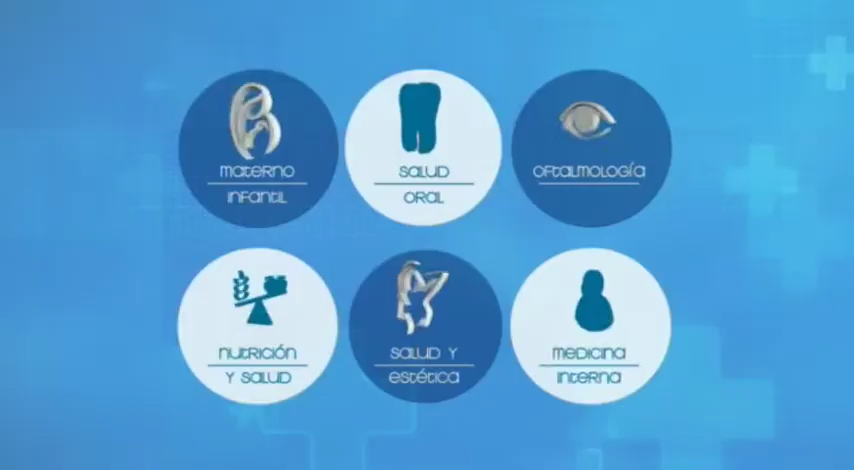 materno
infantil
salud
oral
oftalmología
nutrición
y salud
salud y
estética
medicina
interna